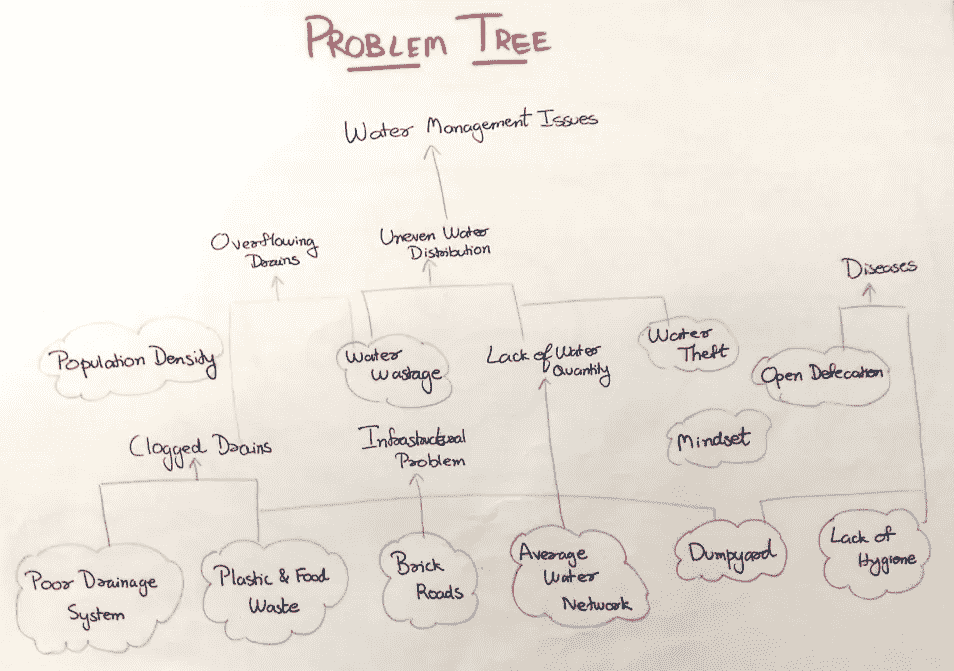 PROBLEM TREE
Water Management Issues
Overflowing
Drains
Uneven Water
Distribution
Diseases
Population Density
Water
Wastage
Lack of Water
Quantity
Water
Theft
Open Defecation
Clogged Drains
Infrastructural
Problem
Mindset
Poor Drainage
System
Plastic & Food
Waste
Brick
Roads
Average
Water
Network
Dumpyard
Lack of
Hygiene